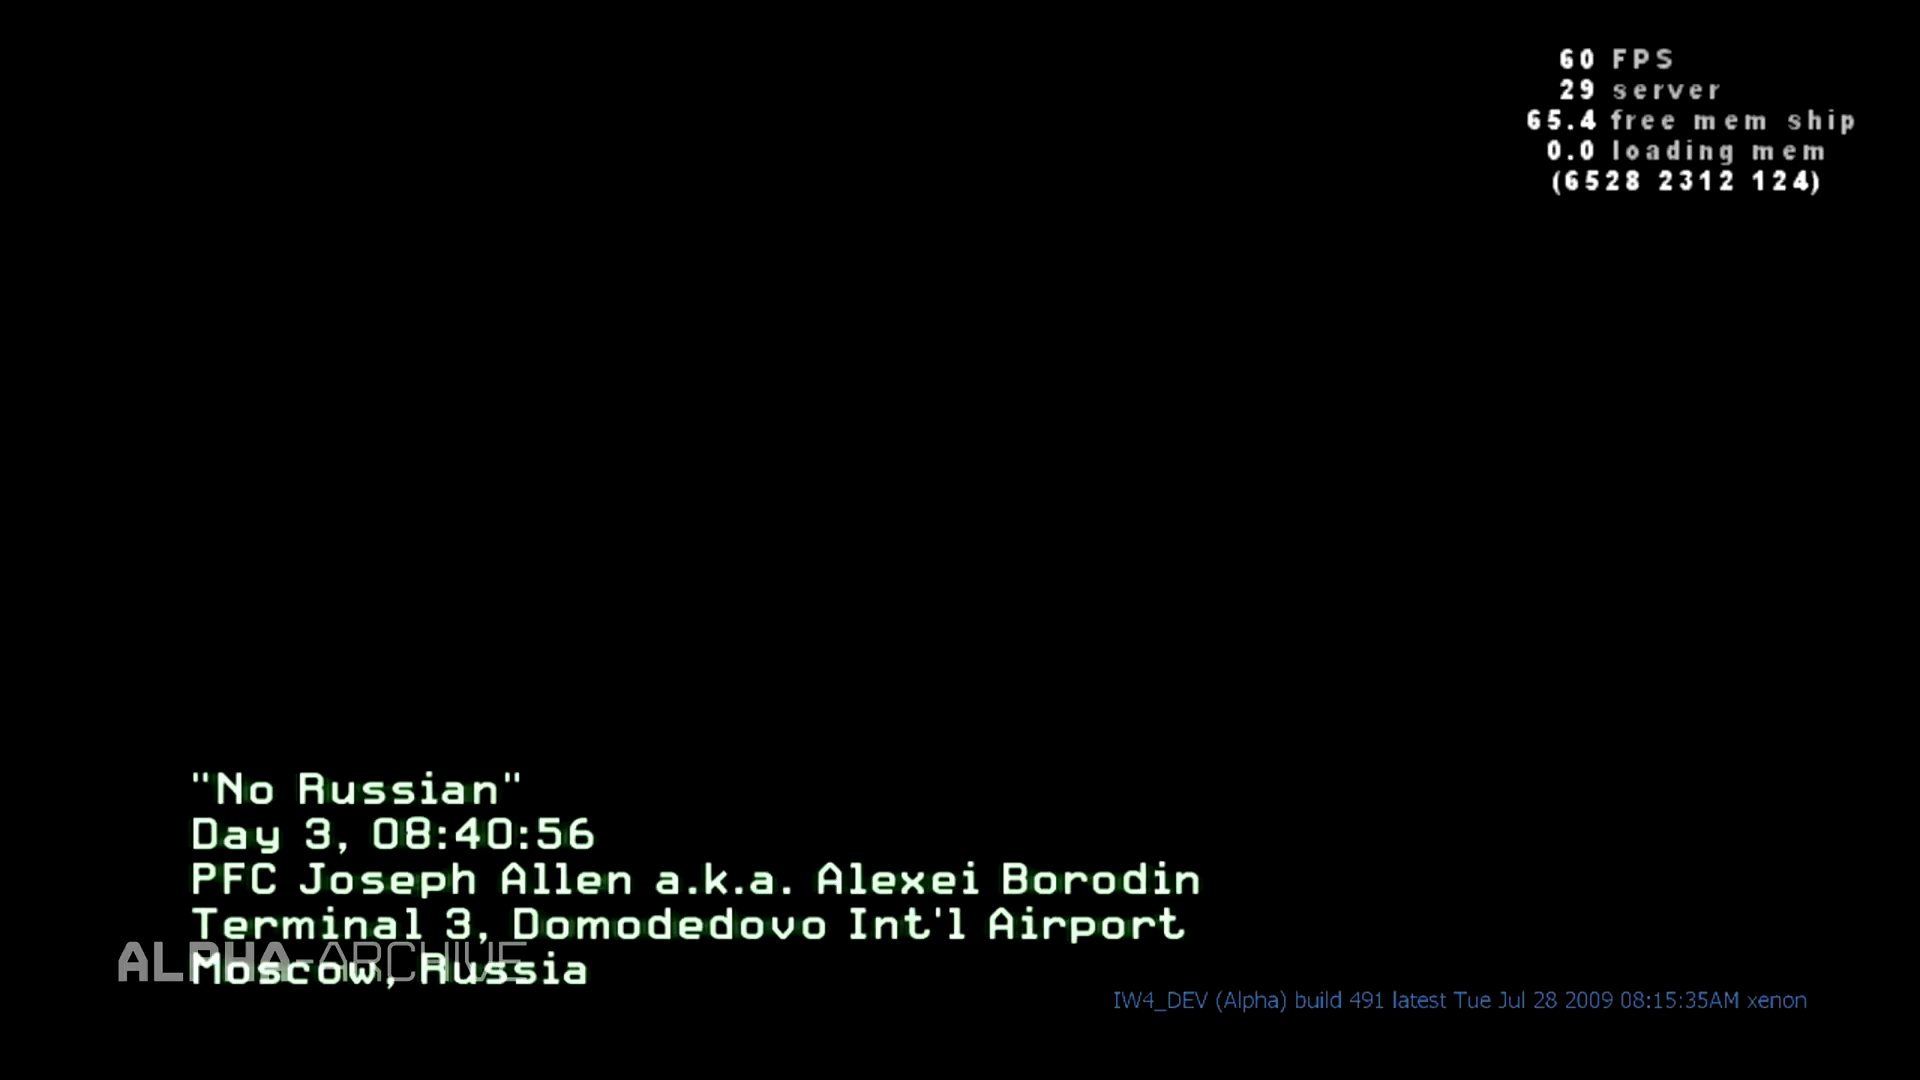 60 FPS
29 server
65.4 free mem ship
0.0 loading mem
(6528 2312 124)
"No Russian"
Day 3, 08:40:56
PFC Joseph Allen a.k.a. Alexei Borodin
Terminal 3, Domodedovo Int'l Airport
Moscow, Russia
ALPHA-ARCHIVE
IW4_DEV (Alpha) build 491 latest Tue Jul 28 2009 08:15:35AM xenon